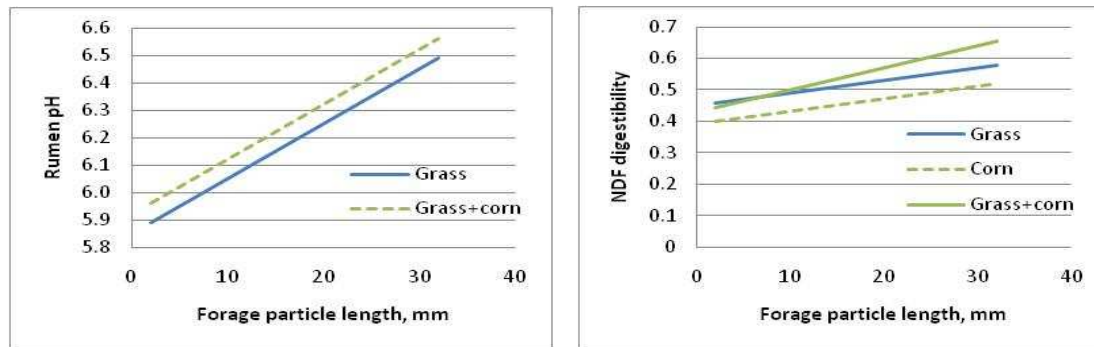 6.6
6.5
6.4
6.3
6.2
6.1
6.0
5.9
5.8
Rumen pH
Grass
Grass+corn
0 10 20 30 40
Forage particle length, mm
0.7
0.6
0.5
0.4
0.3
0.2
0.1
0
NDF digestibility
Grass
Corn
Grass+corn
0 10 20 30 40
Forage particle length, mm